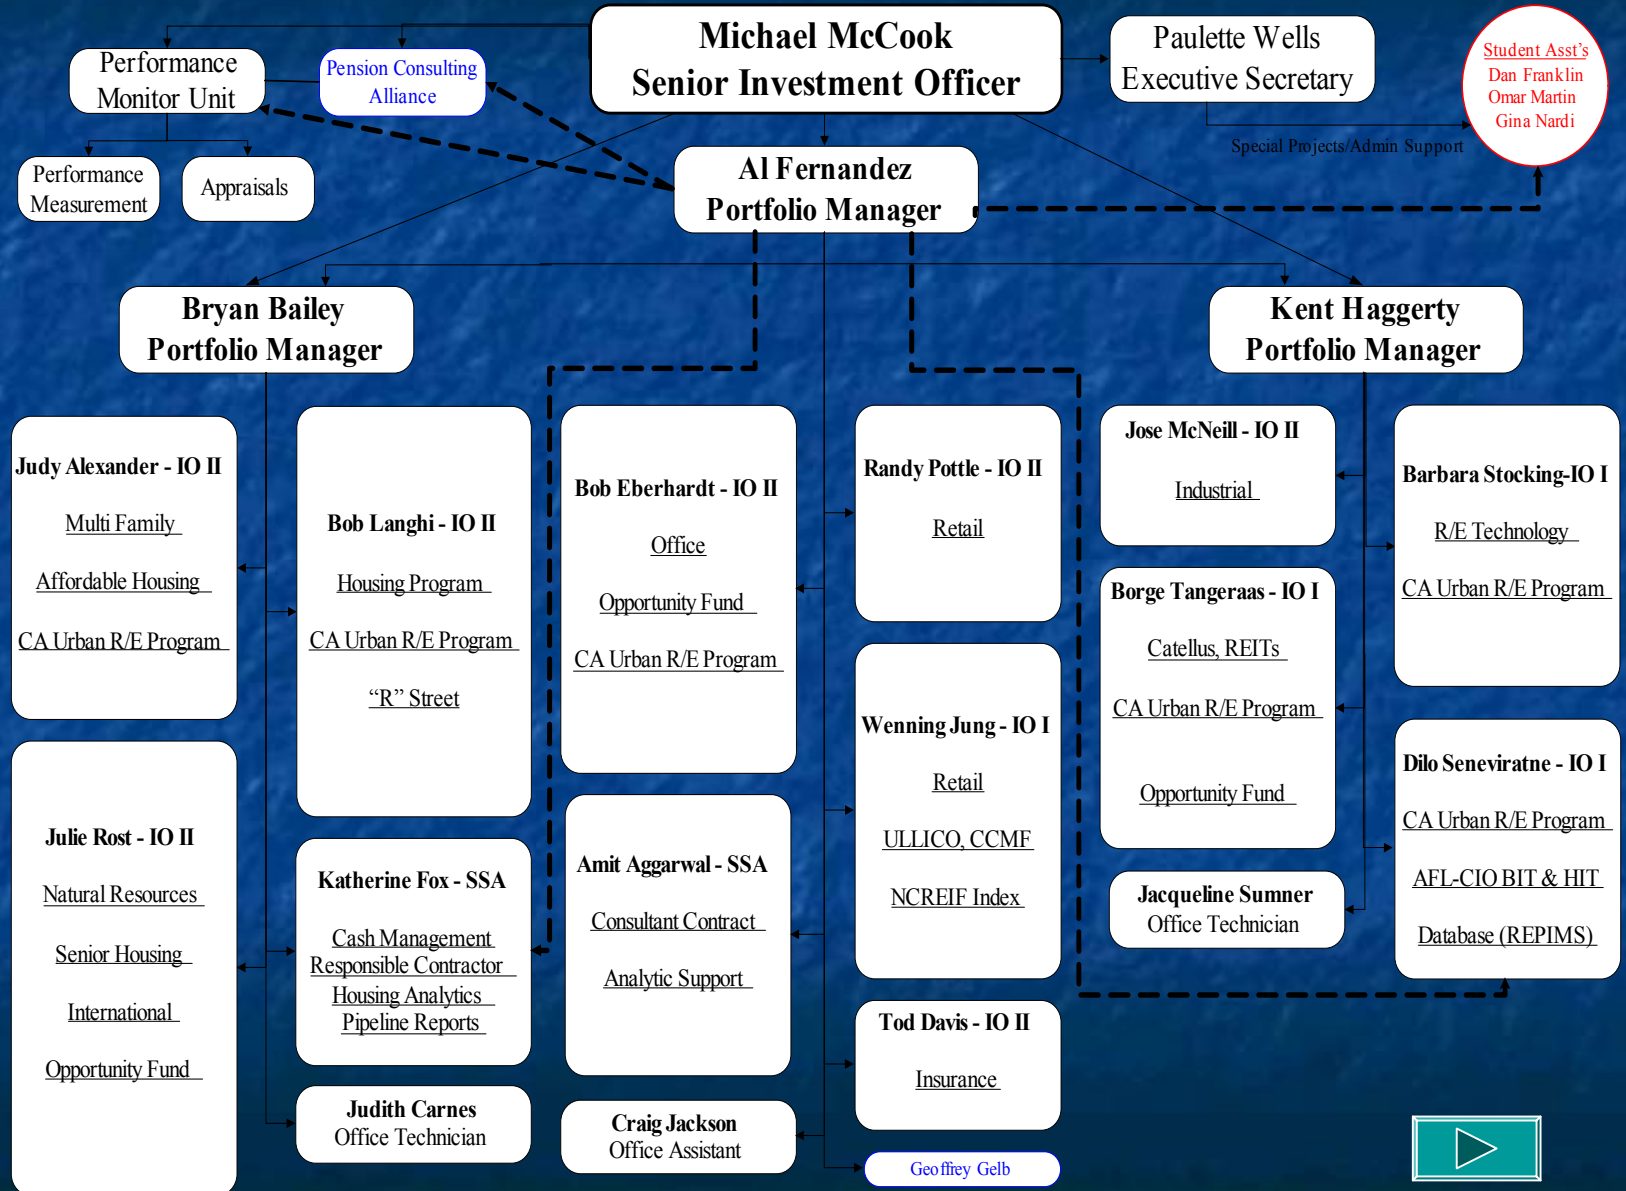 Michael McCook
Senior Investment Officer
Performance
Monitor Unit
Pension Consulting
Alliance
Paulette Wells
Executive Secretary
Student Asst's
Dan Franklin
Omar Martin
Gina Nardi
Special Projects/Admin Support
Performance
Measurement
Appraisals
Al Fernandez
Portfolio Manager
Bryan Bailey
Portfolio Manager
Kent Haggerty
Portfolio Manager
Judy Alexander - IO II
Multi Family
Affordable Housing
CA Urban R/E Program
Bob Langhi - IO II
Housing Program
CA Urban R/E Program
“R” Street
Bob Eberhardt - IO II
Office
Opportunity Fund
CA Urban R/E Program
Randy Pottle - IO II
Retail
Jose McNeill - IO II
Industrial
Barbara Stocking-IO I
R/E Technology
CA Urban R/E Program
Borge Tangeraas - IO I
Catellus, REITs
CA Urban R/E Program
Opportunity Fund
Wenning Jung - IO I
Retail
ULLICO, CCMF
NCREIF Index
Dilo Seneviratne - IO I
CA Urban R/E Program
AFL-CIO BIT & HIT
Database (REPIMS)
Julie Rost - IO II
Natural Resources
Senior Housing
International
Opportunity Fund
Katherine Fox - SSA
Cash Management
Responsible Contractor
Housing Analytics
Pipeline Reports
Amit Aggarwal - SSA
Consultant Contract
Analytic Support
Jacqueline Sumner
Office Technician
Tod Davis - IO II
Insurance
Judith Carnes
Office Technician
Craig Jackson
Office Assistant
Geoffrey Gelb